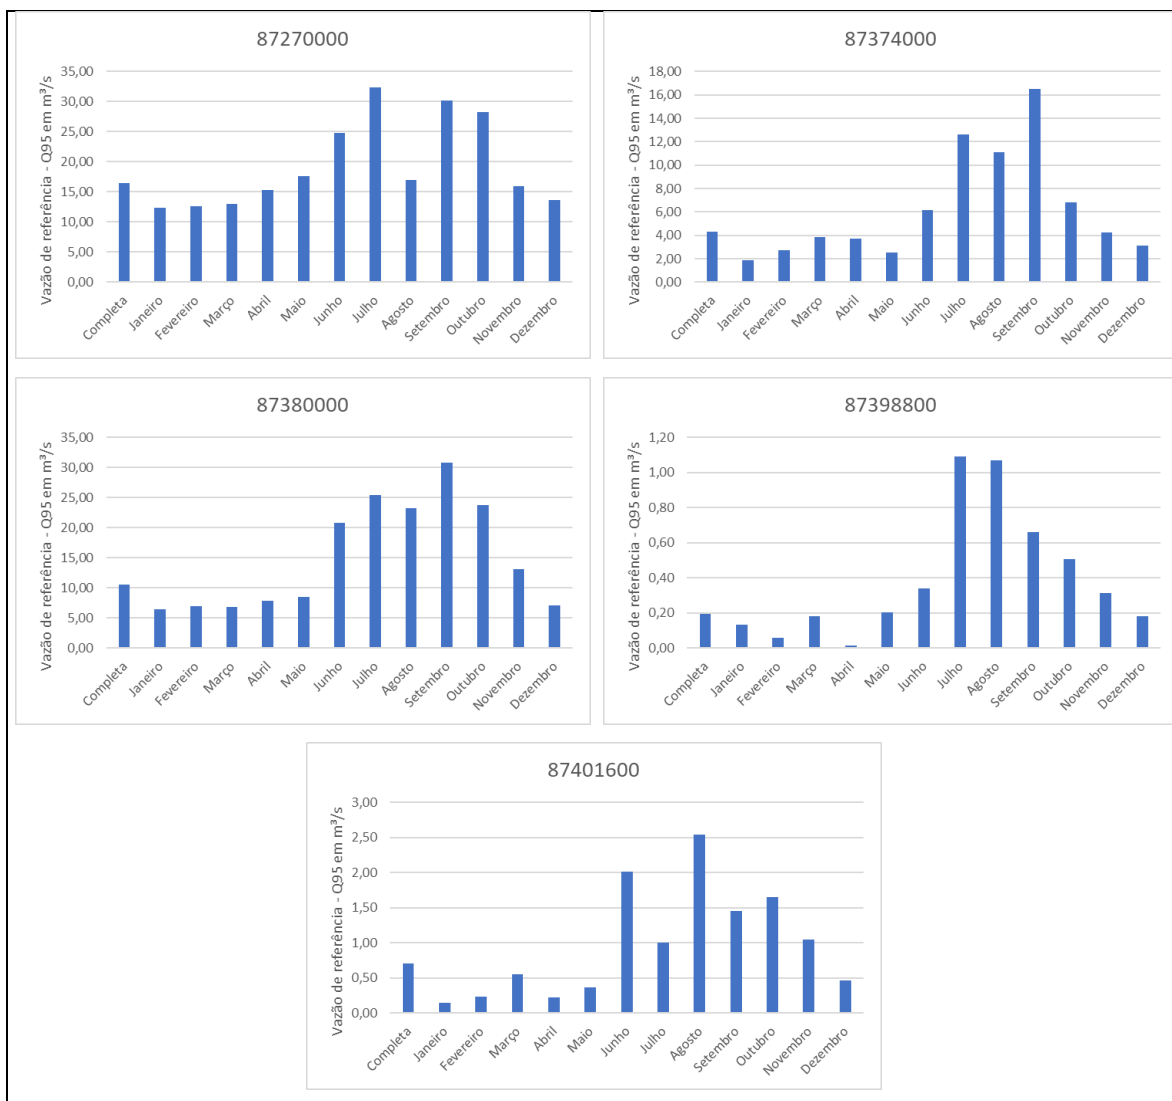 87270000
Vazão de referência - Q95 em m³/s
35,00
30,00
25,00
20,00
15,00
10,00
5,00
0,00
Completa
Janeiro
Fevereiro
Março
Abril
Maio
Junho
Julho
Agosto
Setembro
Outubro
Novembro
Dezembro
87374000
Vazão de referência - Q95 em m³/s
18,00
16,00
14,00
12,00
10,00
8,00
6,00
4,00
2,00
0,00
Completa
Janeiro
Fevereiro
Março
Abril
Maio
Junho
Julho
Agosto
Setembro
Outubro
Novembro
Dezembro
87380000
Vazão de referência - Q95 em m³/s
35,00
30,00
25,00
20,00
15,00
10,00
5,00
0,00
Completa
Janeiro
Fevereiro
Março
Abril
Maio
Junho
Julho
Agosto
Setembro
Outubro
Novembro
Dezembro
87398800
Vazão de referência - Q95 em m³/s
1,20
1,00
0,80
0,60
0,40
0,20
0,00
Completa
Janeiro
Fevereiro
Março
Abril
Maio
Junho
Julho
Agosto
Setembro
Outubro
Novembro
Dezembro
87401600
Vazão de referência - Q95 em m³/s
3,00
2,50
2,00
1,50
1,00
0,50
0,00
Completa
Janeiro
Fevereiro
Março
Abril
Maio
Junho
Julho
Agosto
Setembro
Outubro
Novembro
Dezembro